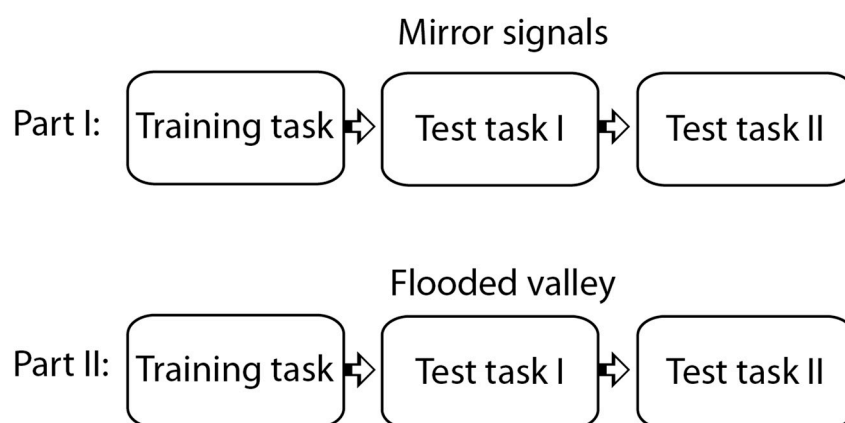 Mirror signals
Part I: Training task Test task I Test task II
Flooded valley
Part II: Training task Test task I Test task II